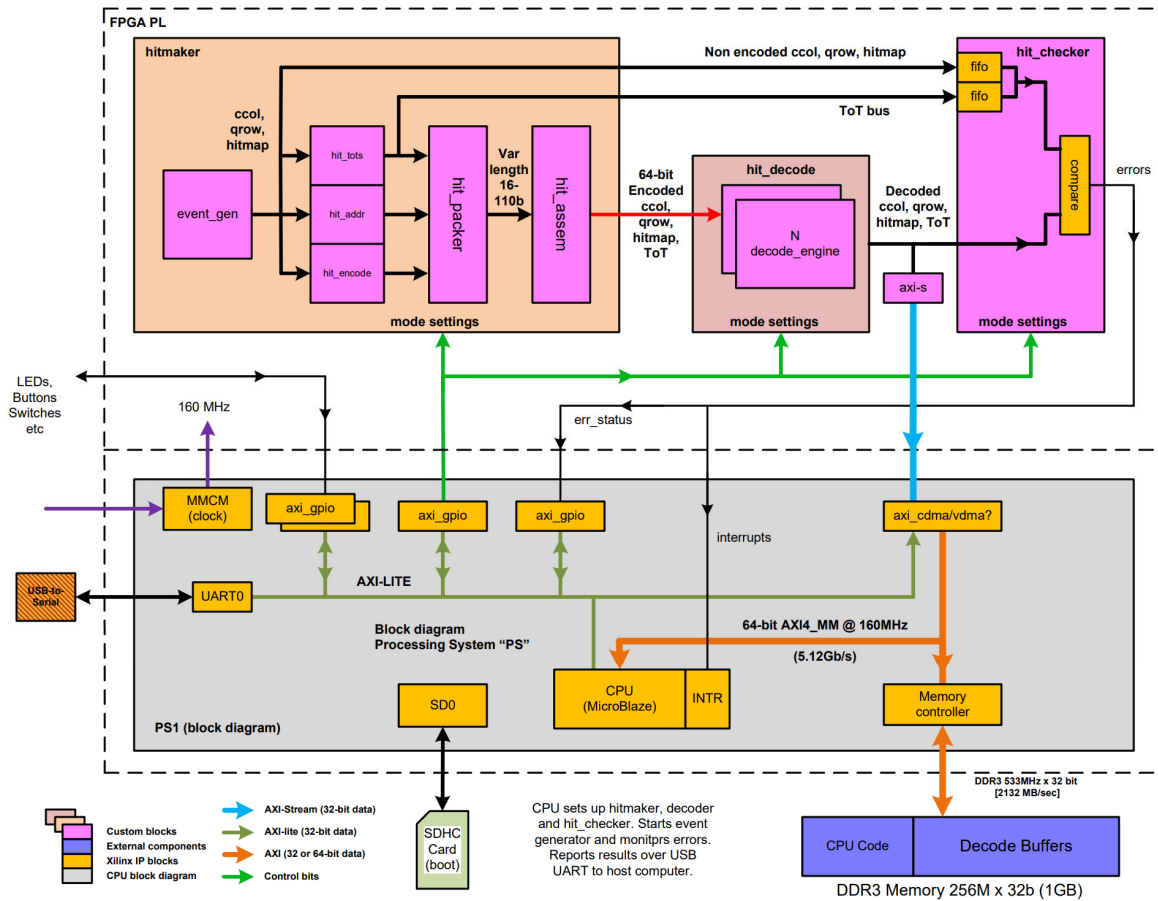 FPGA PL
hitmaker
Non encoded ccol, qrow, hitmap
hit_checker
fifo
fifo
ToT bus
ccol,
qrow,
hitmap
hit_tots
hit_addr
hit_encode
event_gen
hit_packer
Var
length
16-
110b
hit_assem
64-bit
Encoded
ccol,
qrow,
hitmap,
ToT
hit_decode
N
decode_engine
Decoded
ccol, qrow,
hitmap, ToT
compare
errors
axi-s
mode settings
mode settings
mode settings
LEDs,
Buttons
Switches
etc
160 MHz
err_status
MMCM
(clock)
axi_gpio
axi_gpio
axi_gpio
axi_cdma/vdma?
interrupts
USB-to-
Serial
UART0
AXI-LITE
Block diagram
Processing System “PS”
64-bit AXI4_MM @ 160MHz
(5.12Gb/s)
CPU
(MicroBlaze)
INTR
Memory
controller
SD0
PS1 (block diagram)
DDR3 533MHz x 32 bit
[2132 MB/sec]
Custom blocks
External components
Xilinx IP blocks
CPU block diagram
AXI-Stream (32-bit data)
AXI-lite (32-bit data)
AXI (32 or 64-bit data)
Control bits
SDHC
Card
(boot)
CPU sets up hitmaker, decoder
and hit_checker. Starts event
generator and monitprs errors.
Reports results over USB
UART to host computer.
CPU Code
Decode Buffers
DDR3 Memory 256M x 32b (1GB)